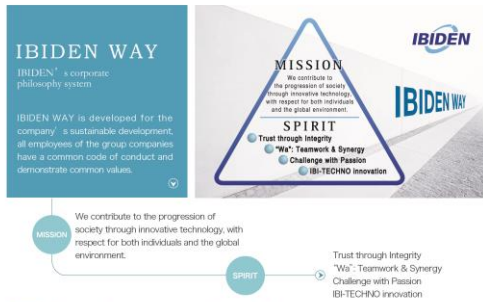 IBIDEN WAY
IBIDEN' s corporate
philosophy system
IBIDEN WAY is developed for the
company' s sustainable development,
all employees of the group companies
have a common code of conduct and
demonstrate common values.
IBIDEN
MISSION
We contribute to
the progression of society
through innovative technology,
with respect for both individuals
and the global environment.
SPIRIT
Trust through Integrity
"Wa": Teamwork & Synergy
Challenge with Passion
IBI-TECHNO innovation
IBIDEN WAY
MISSION
We contribute to the progression of
society through innovative technology, with
respect for both individuals and the global
environment.
SPIRIT
Trust through Integrity
"Wa": Teamwork & Synergy
Challenge with Passion
IBI-TECHNO innovation